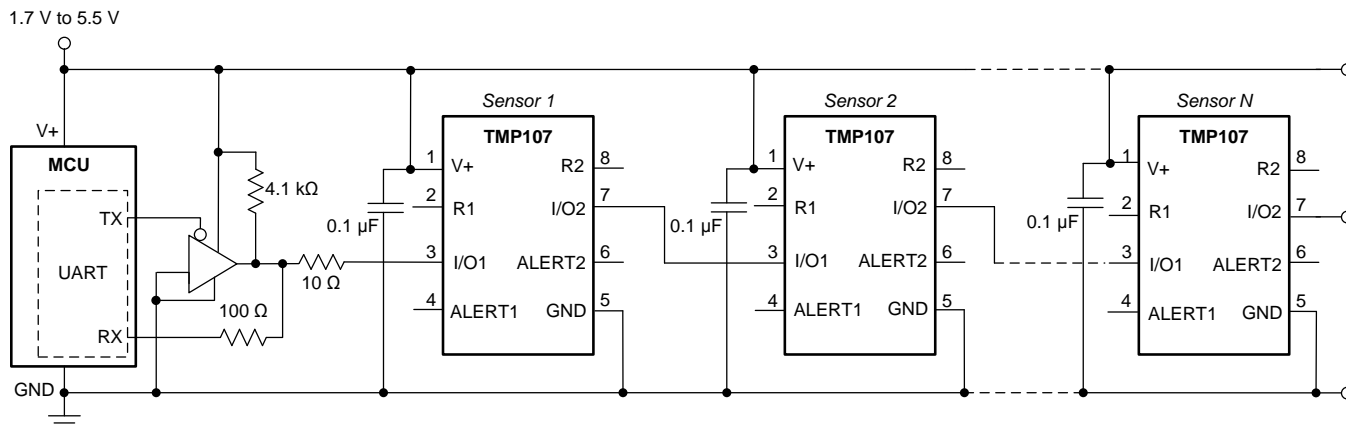 1.7 V to 5.5 V
V+
MCU
TX
UART
RX
GND
4.1 kΩ
10 Ω
100 Ω
Sensor 1
TMP107
0.1 µF
1
V+
2
R1
3
I/O1
4
ALERT1
R2
8
I/O2
7
ALERT2
6
GND
5
Sensor 2
TMP107
0.1 µF
1
V+
2
R1
3
I/O1
4
ALERT1
R2
8
I/O2
7
ALERT2
6
GND
5
Sensor N
TMP107
0.1 µF
1
V+
2
R1
3
I/O1
4
ALERT1
R2
8
I/O2
7
ALERT2
6
GND
5